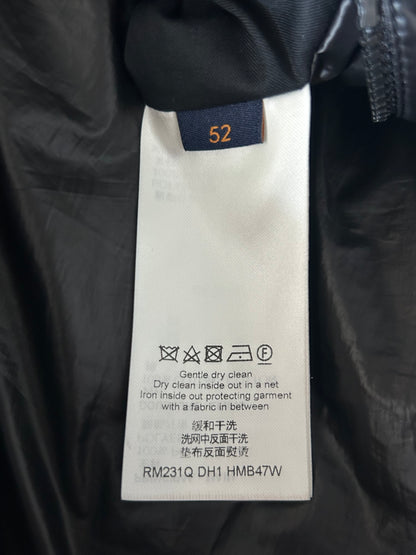 52
F
Gentle dry clean
Dry clean inside out in a net
Iron inside out protecting garment
with a fabric in between
缓和干洗
洗网中反面干洗
垫布反面熨烫
RM231Q DH1 HMB47W